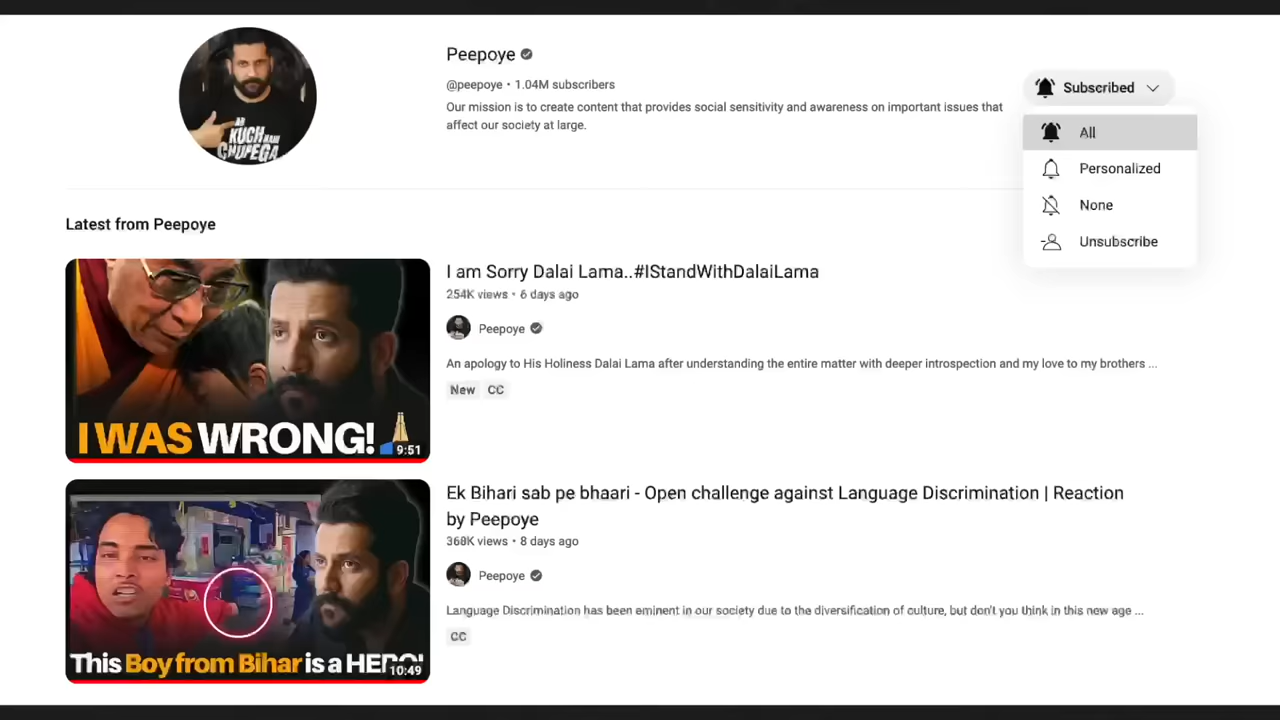 Peepoye
@peepoye • 1.04M subscribers
Our mission is to create content that provides social sensitivity and awareness on important issues that
affect our society at large.
KUCH NAHI
CHUPEGA
Subscribed
All
Personalized
None
Unsubscribe
Latest from Peepoye
I WAS WRONG!
9:51
I am Sorry Dalai Lama..#IStandWithDalaiLama
254K views • 6 days ago
Peepoye
An apology to His Holiness Dalai Lama after understanding the entire matter with deeper introspection and my love to my brothers ...
New CC
This Boy from Bihar is a HERO!
10:49
Ek Bihari sab pe bhaari - Open challenge against Language Discrimination | Reaction
by Peepoye
368K views • 8 days ago
Peepoye
Language Discrimination has been eminent in our society due to the diversification of culture, but don't you think in this new age ...
CC